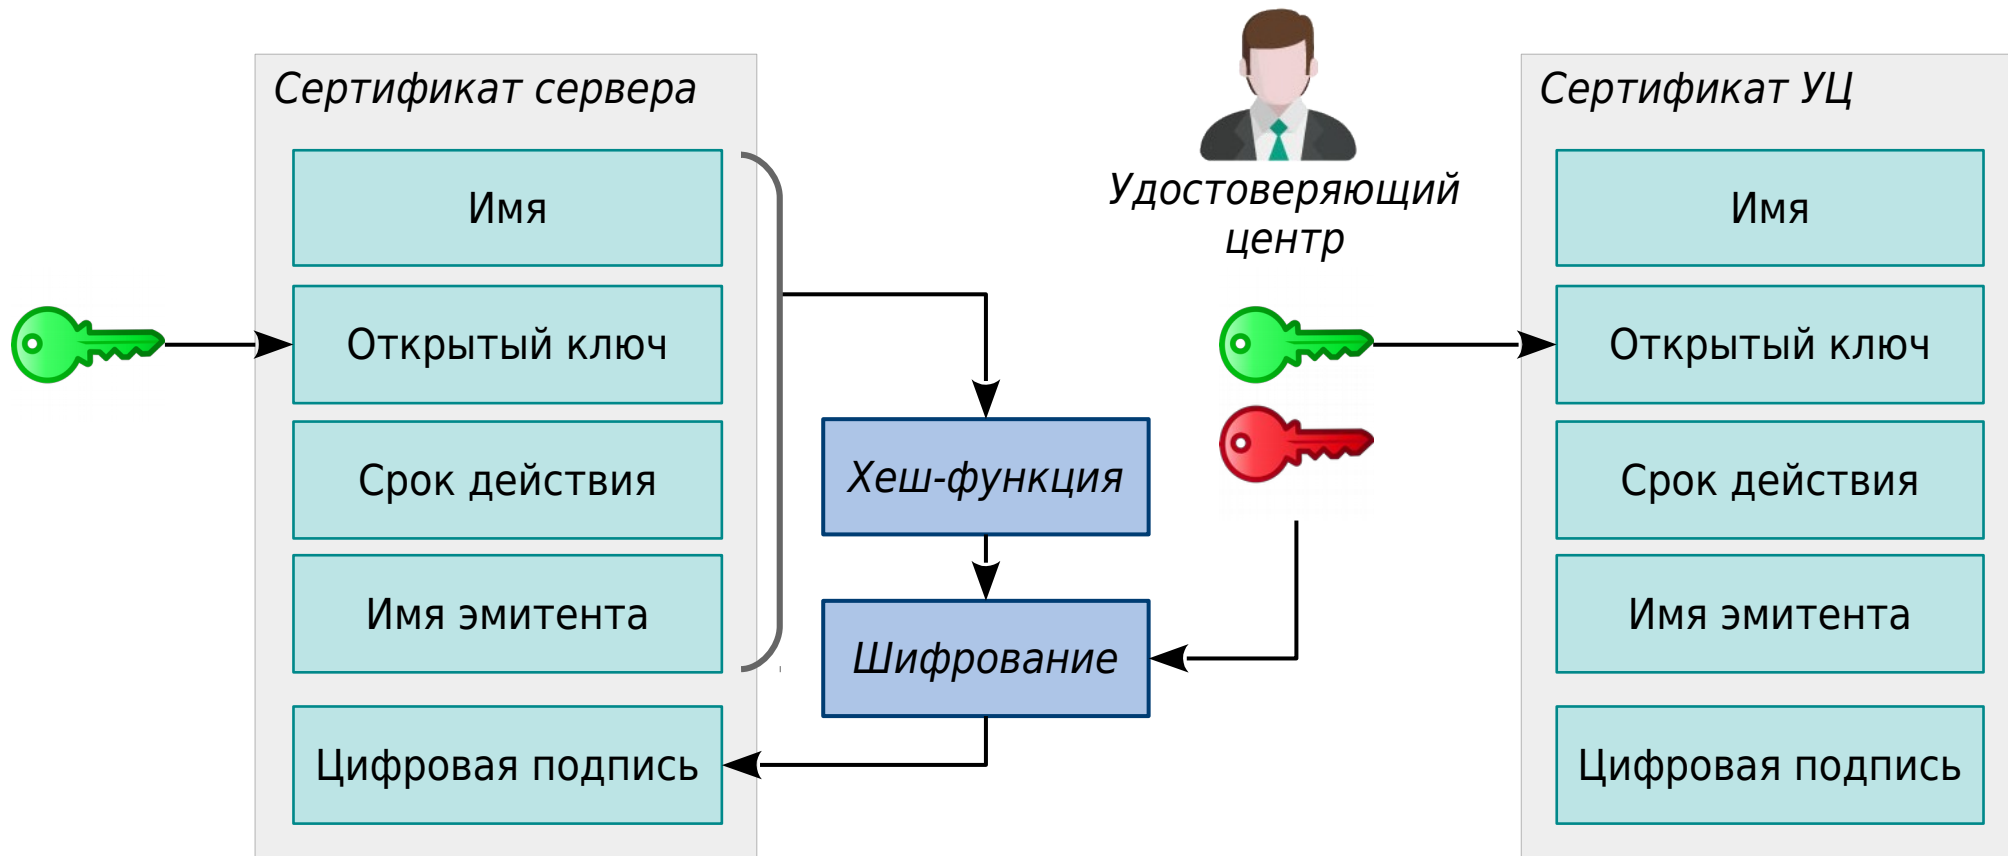 Сертификат сервера
Имя
Открытый ключ
Срок действия
Имя эмитента
Цифровая подпись
Хеш-функция
Шифрование
Удостоверяющий
центр
Сертификат УЦ
Имя
Открытый ключ
Срок действия
Имя эмитента
Цифровая подпись